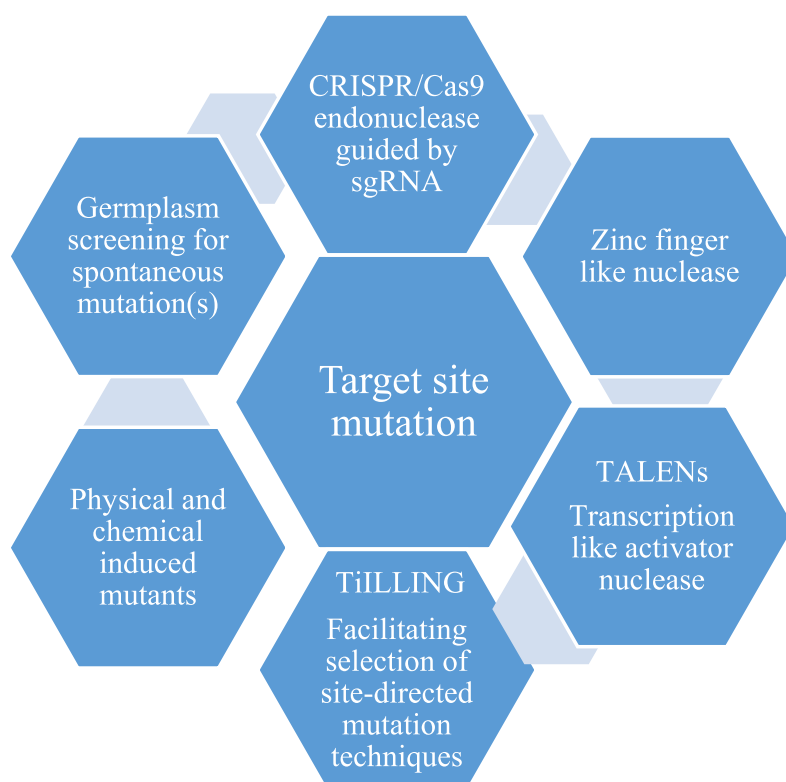 CRISPR/Cas9
endonuclease
guided by
sgRNA
Zinc finger
like nuclease
TALENs
Transcription
like activator
nuclease
TiILLING
Facilitating
selection of
site-directed
mutation
techniques
Physical and
chemical
induced
mutants
Germplasm
screening for
spontaneous
mutation(s)
Target site
mutation